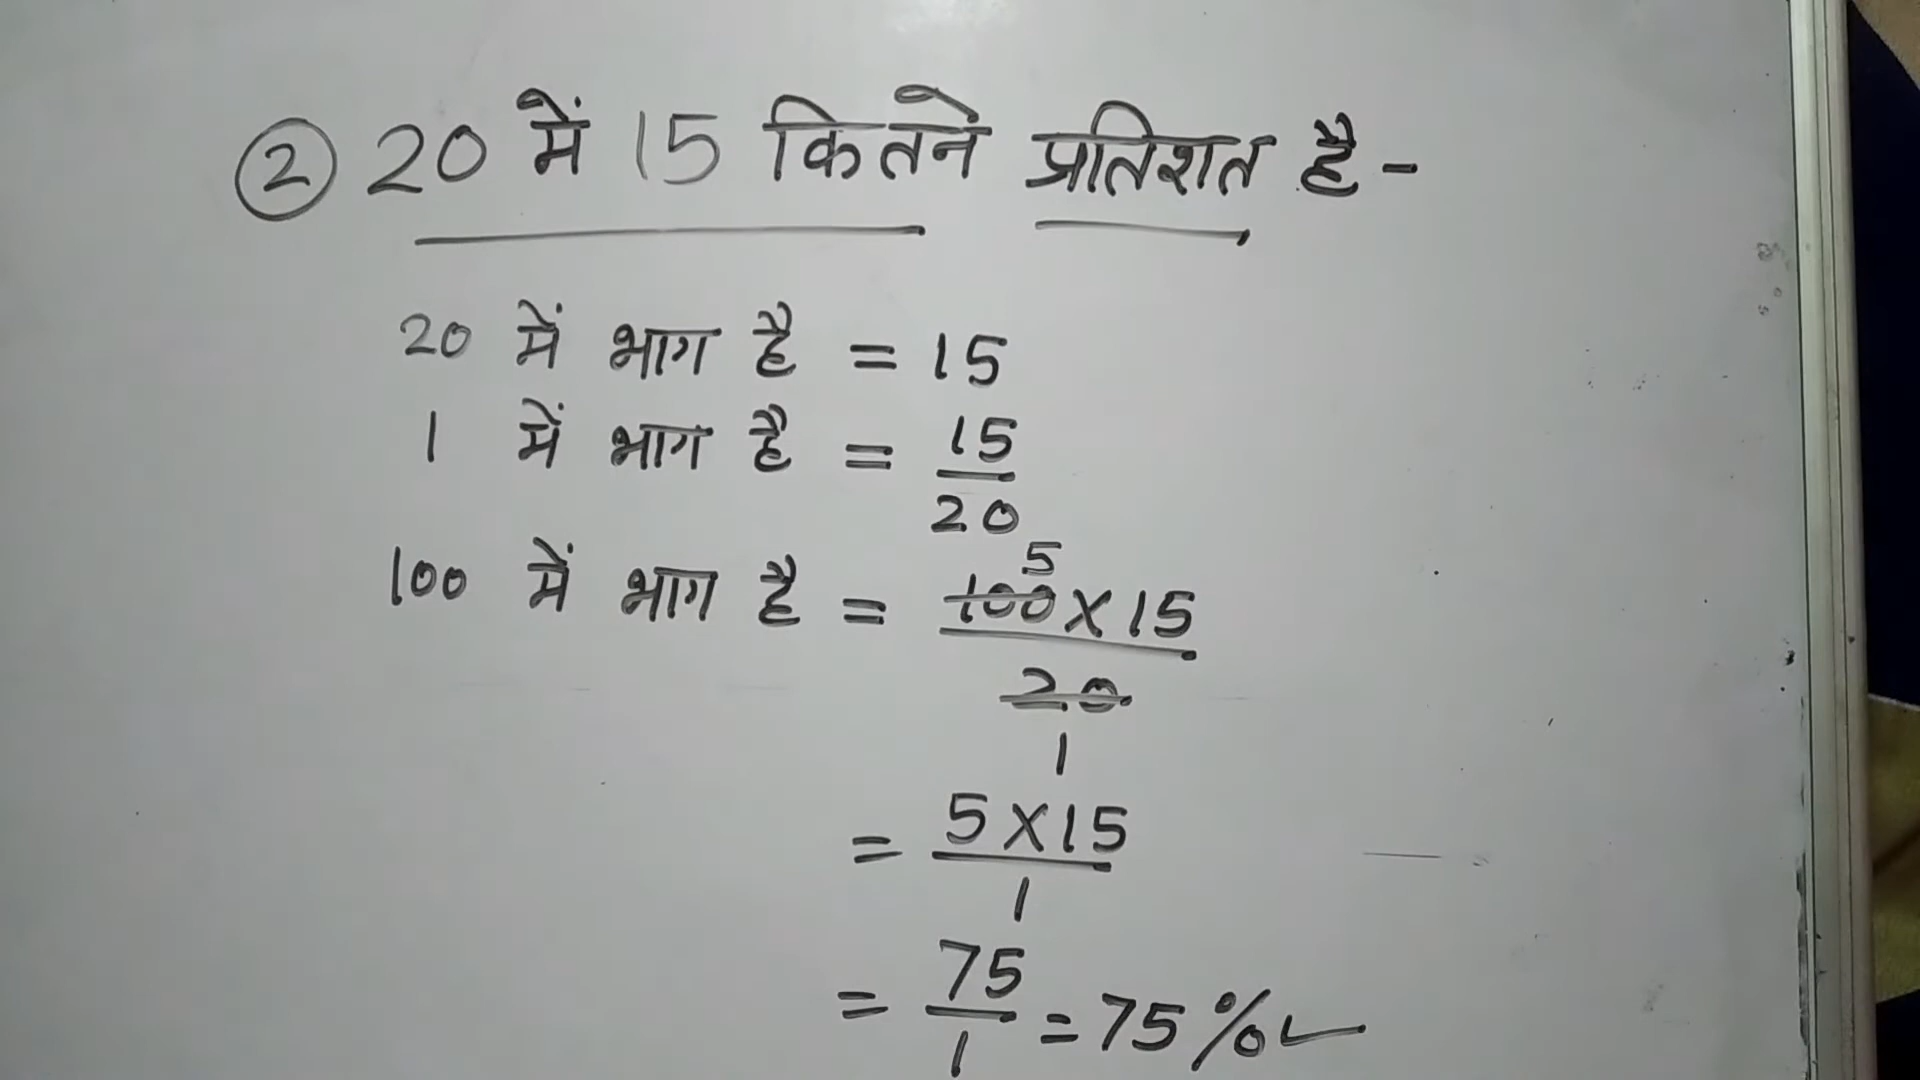 ② 20 में 15 कितने प्रतिशत है -
20 में भाग है = 15
1 में भाग है = 15/20
100 में भाग है = 100 5 × 15 / 20 1
= 5 × 15 / 1
= 75/1 = 75% ✓